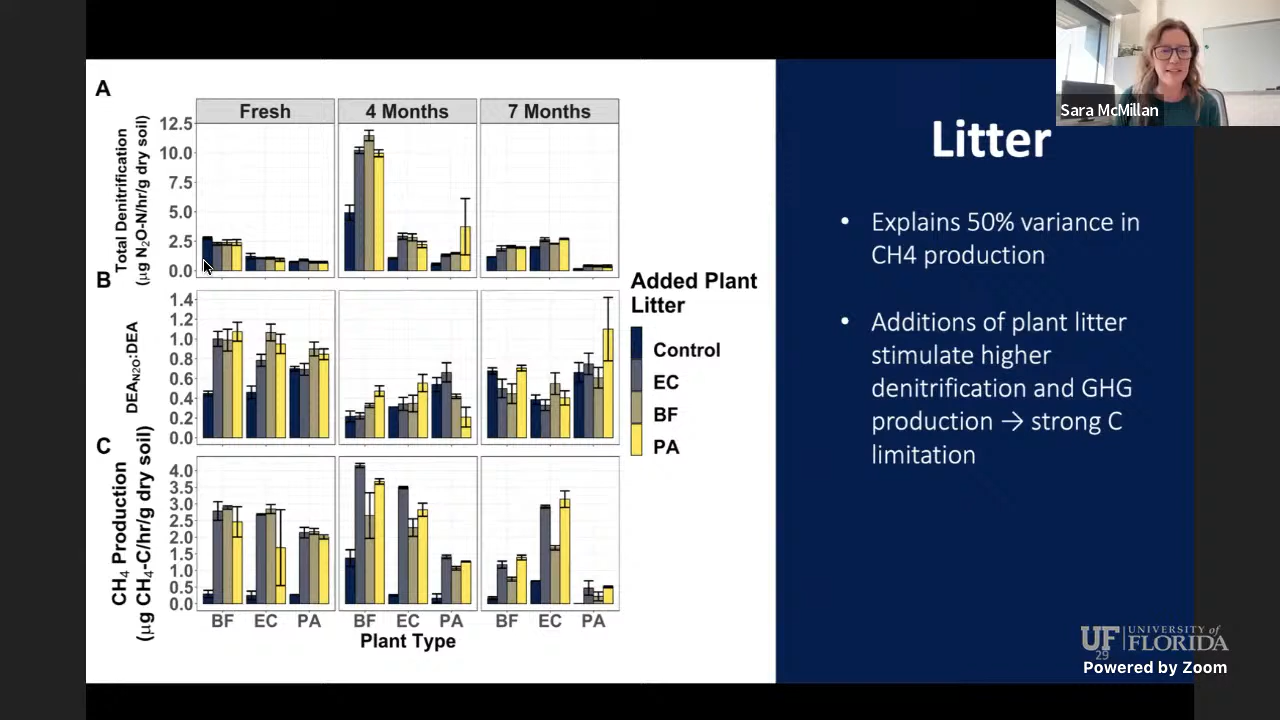 A
Fresh
4 Months
7 Months
Total Denitrification
(µg N₂O-N/hr/g dry soil)
12.5
10.0
7.5
5.0
2.5
0.0
B
DEA_N2O:DEA
1.4
1.2
1.0
0.8
0.6
0.4
0.2
0.0
C
CH₄ Production
(µg CH₄-C/hr/g dry soil)
4.0
3.5
3.0
2.5
2.0
1.5
1.0
0.5
0.0
BF EC PA
BF EC PA
BF EC PA
Plant Type
Added Plant
Litter
Control
EC
BF
PA
Sara McMillan
Litter
• Explains 50% variance in
CH4 production
• Additions of plant litter
stimulate higher
denitrification and GHG
production → strong C
limitation
UF UNIVERSITY of
FLORIDA
29
Powered by Zoom